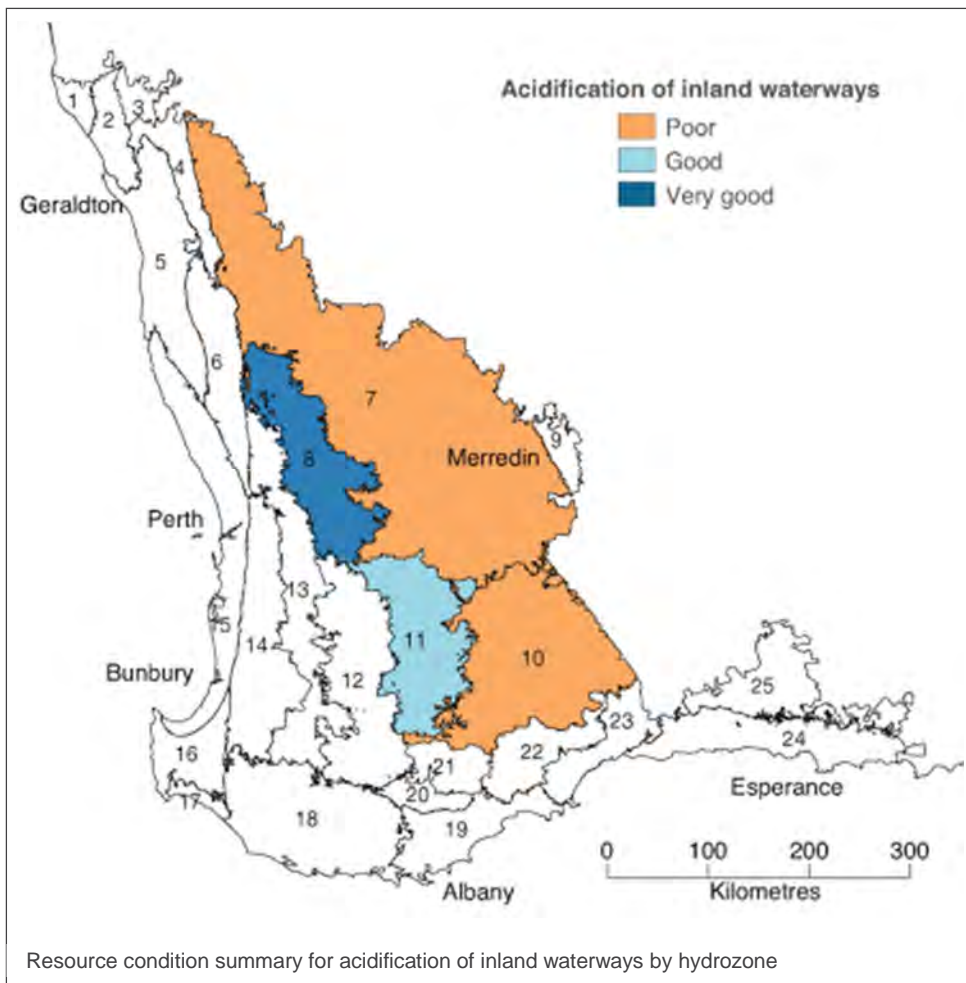 Acidification of inland waterways
Poor
Good
Very good
1
2
3
4
Geraldton
5
6
7
8
9
Merredin
Perth
13
15
14
11
10
12
Bunbury
25
23
24
22
16
21
Esperance
20
17
18
19
0 100 200 300
Kilometres
Albany
Resource condition summary for acidification of inland waterways by hydrozone